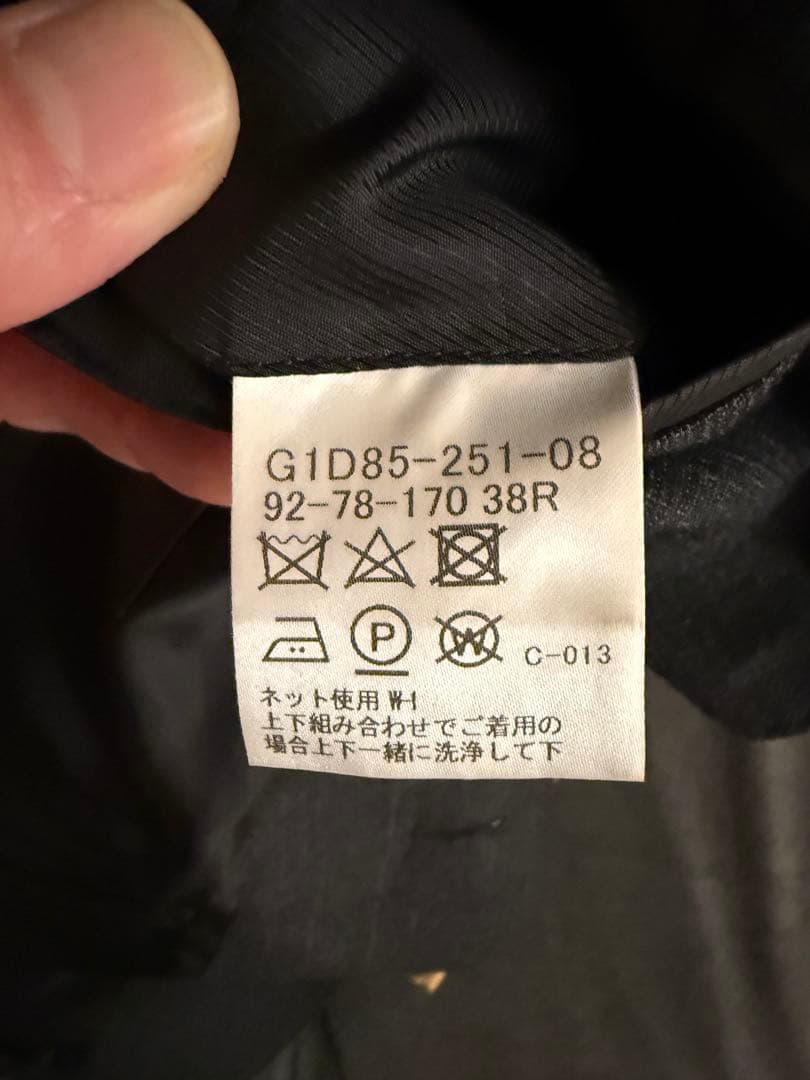 G1D85-251-08
92-78-170 38R
P
W C-013
ネット使用 W-I
上下組み合わせでご着用の
場合上下一緒に洗浄して下